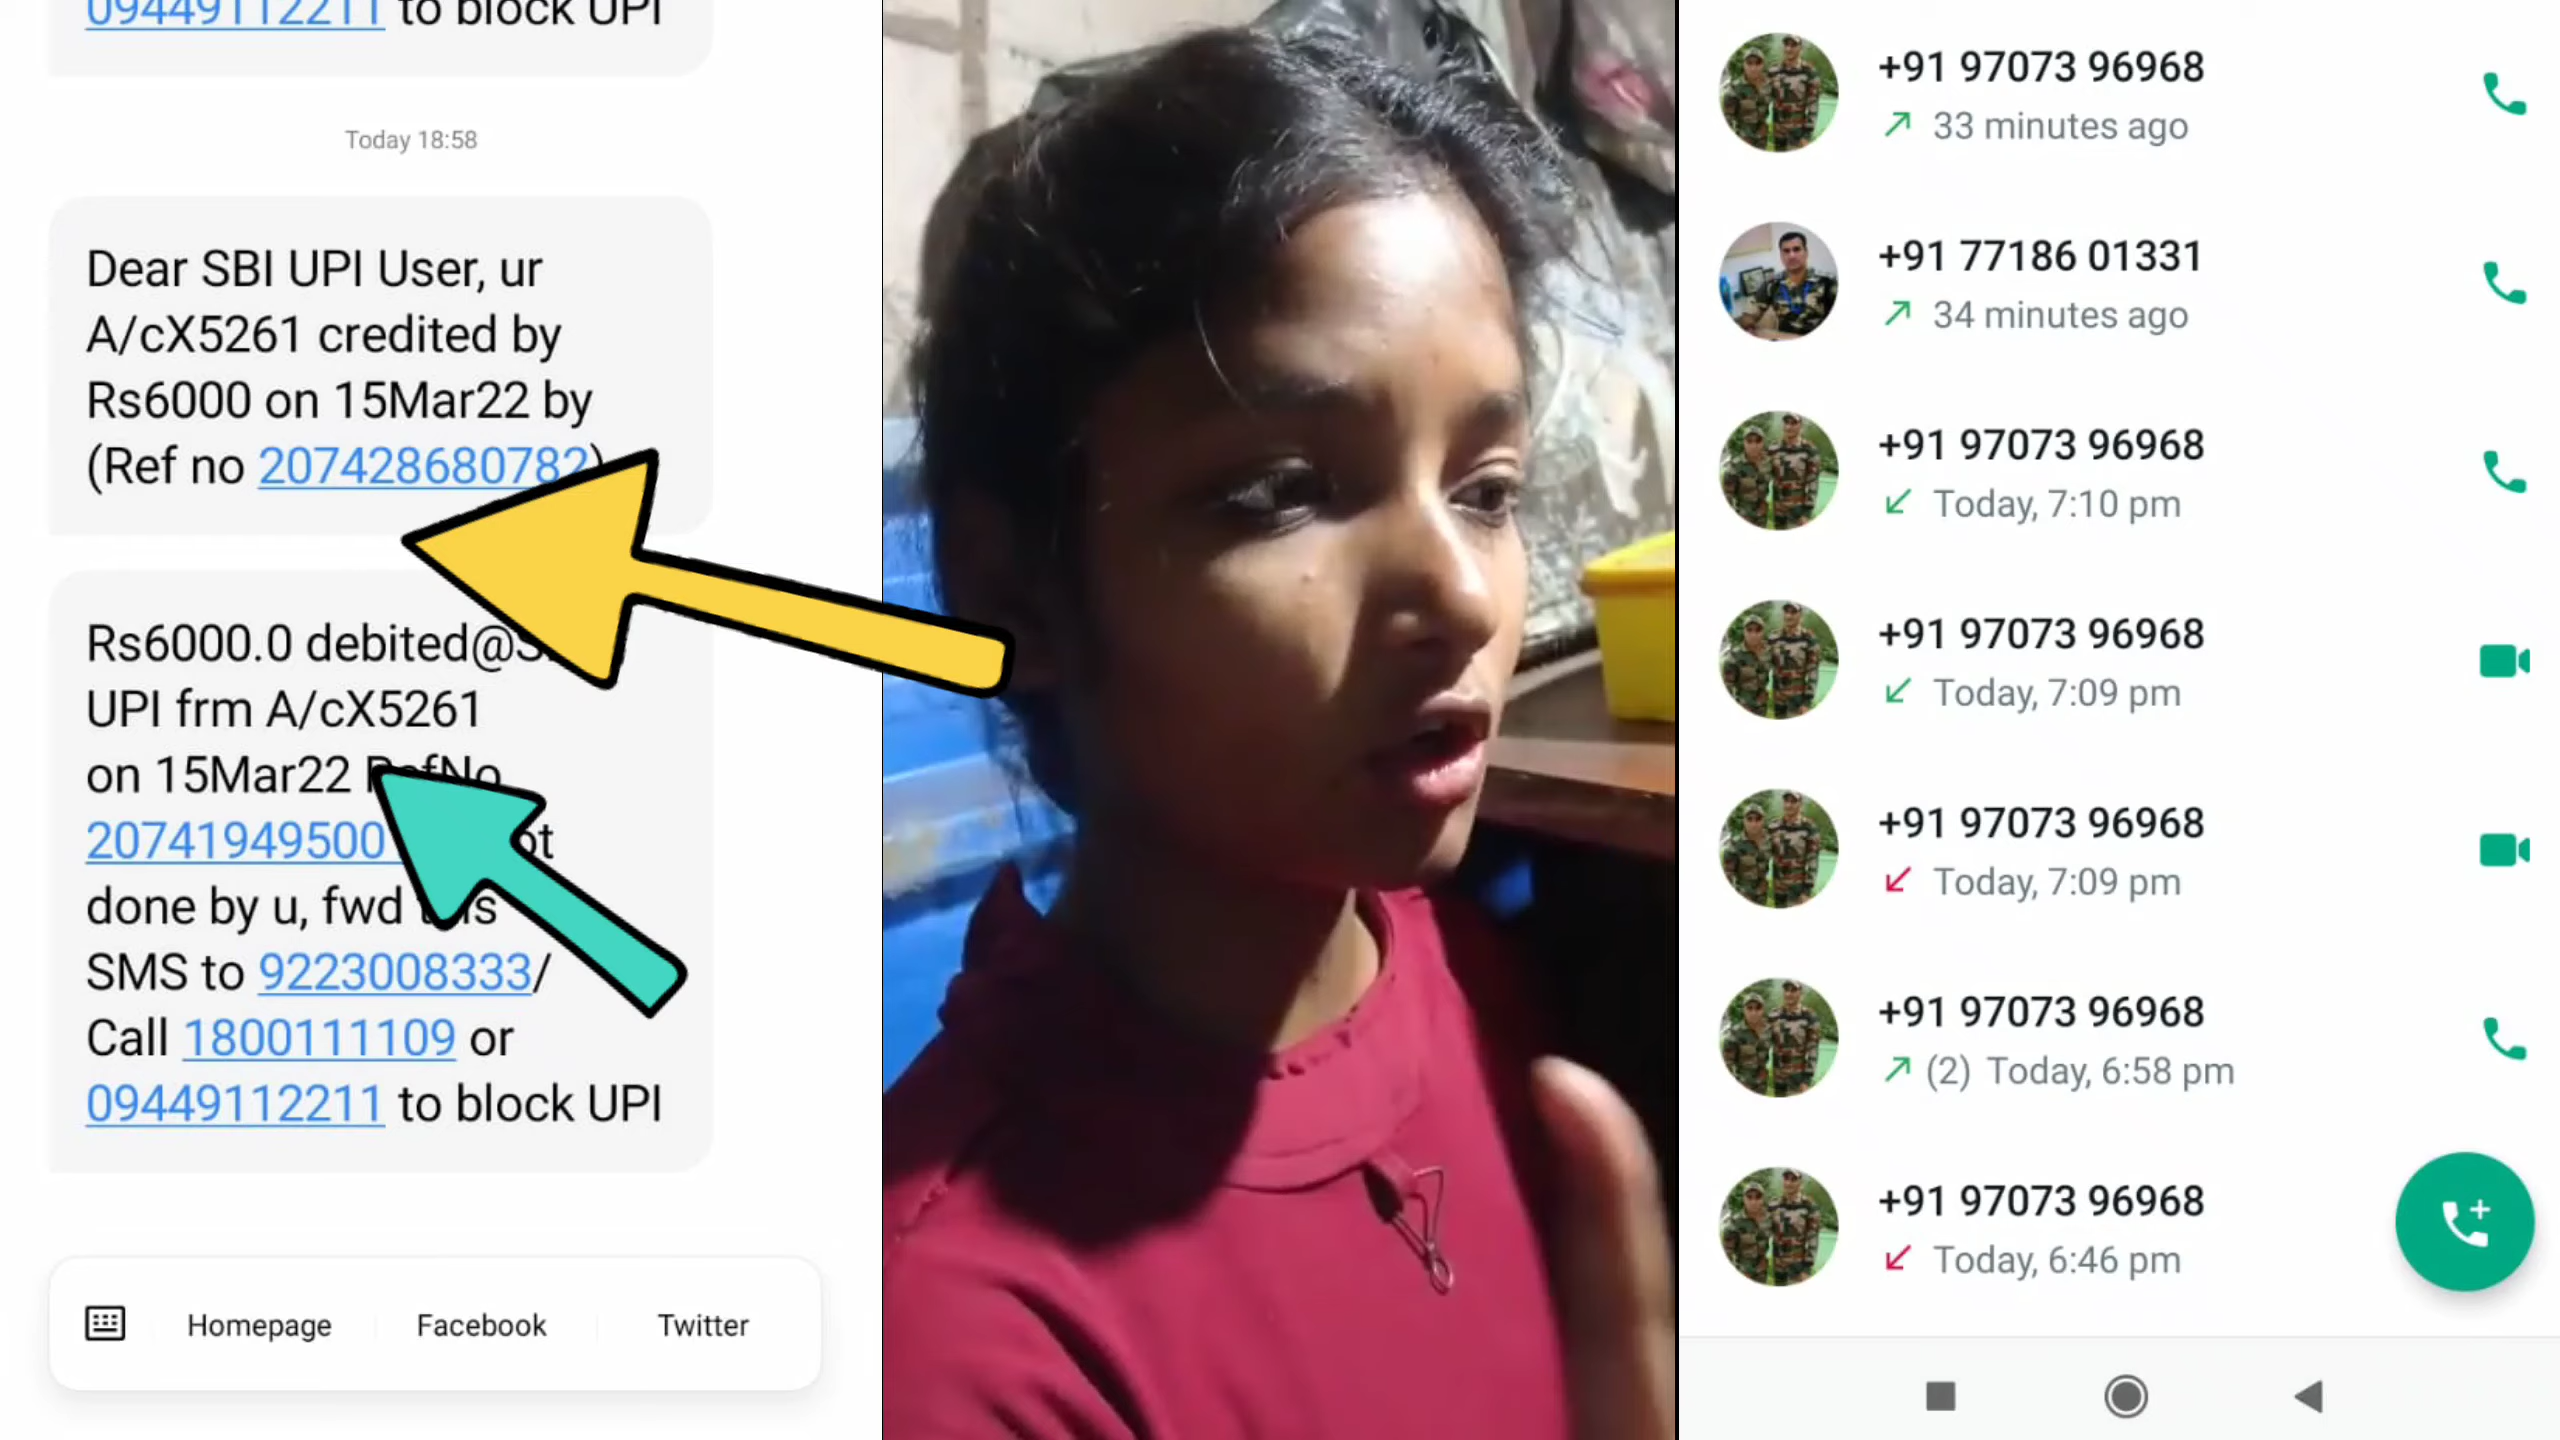 09449112211 to block UPI
Today 18:58
Dear SBI UPI User, ur
A/cX5261 credited by
Rs6000 on 15Mar22 by
(Ref no 207428680782)
Rs6000.0 debited@
UPI frm A/cX5261
on 15Mar22 RefNo
20741949500
done by u, fwd this
SMS to 9223008333/
Call 1800111109 or
09449112211 to block UPI
Homepage Facebook Twitter
+91 97073 96968
33 minutes ago
+91 77186 01331
34 minutes ago
+91 97073 96968
Today, 7:10 pm
+91 97073 96968
Today, 7:09 pm
+91 97073 96968
Today, 7:09 pm
+91 97073 96968
(2) Today, 6:58 pm
+91 97073 96968
Today, 6:46 pm